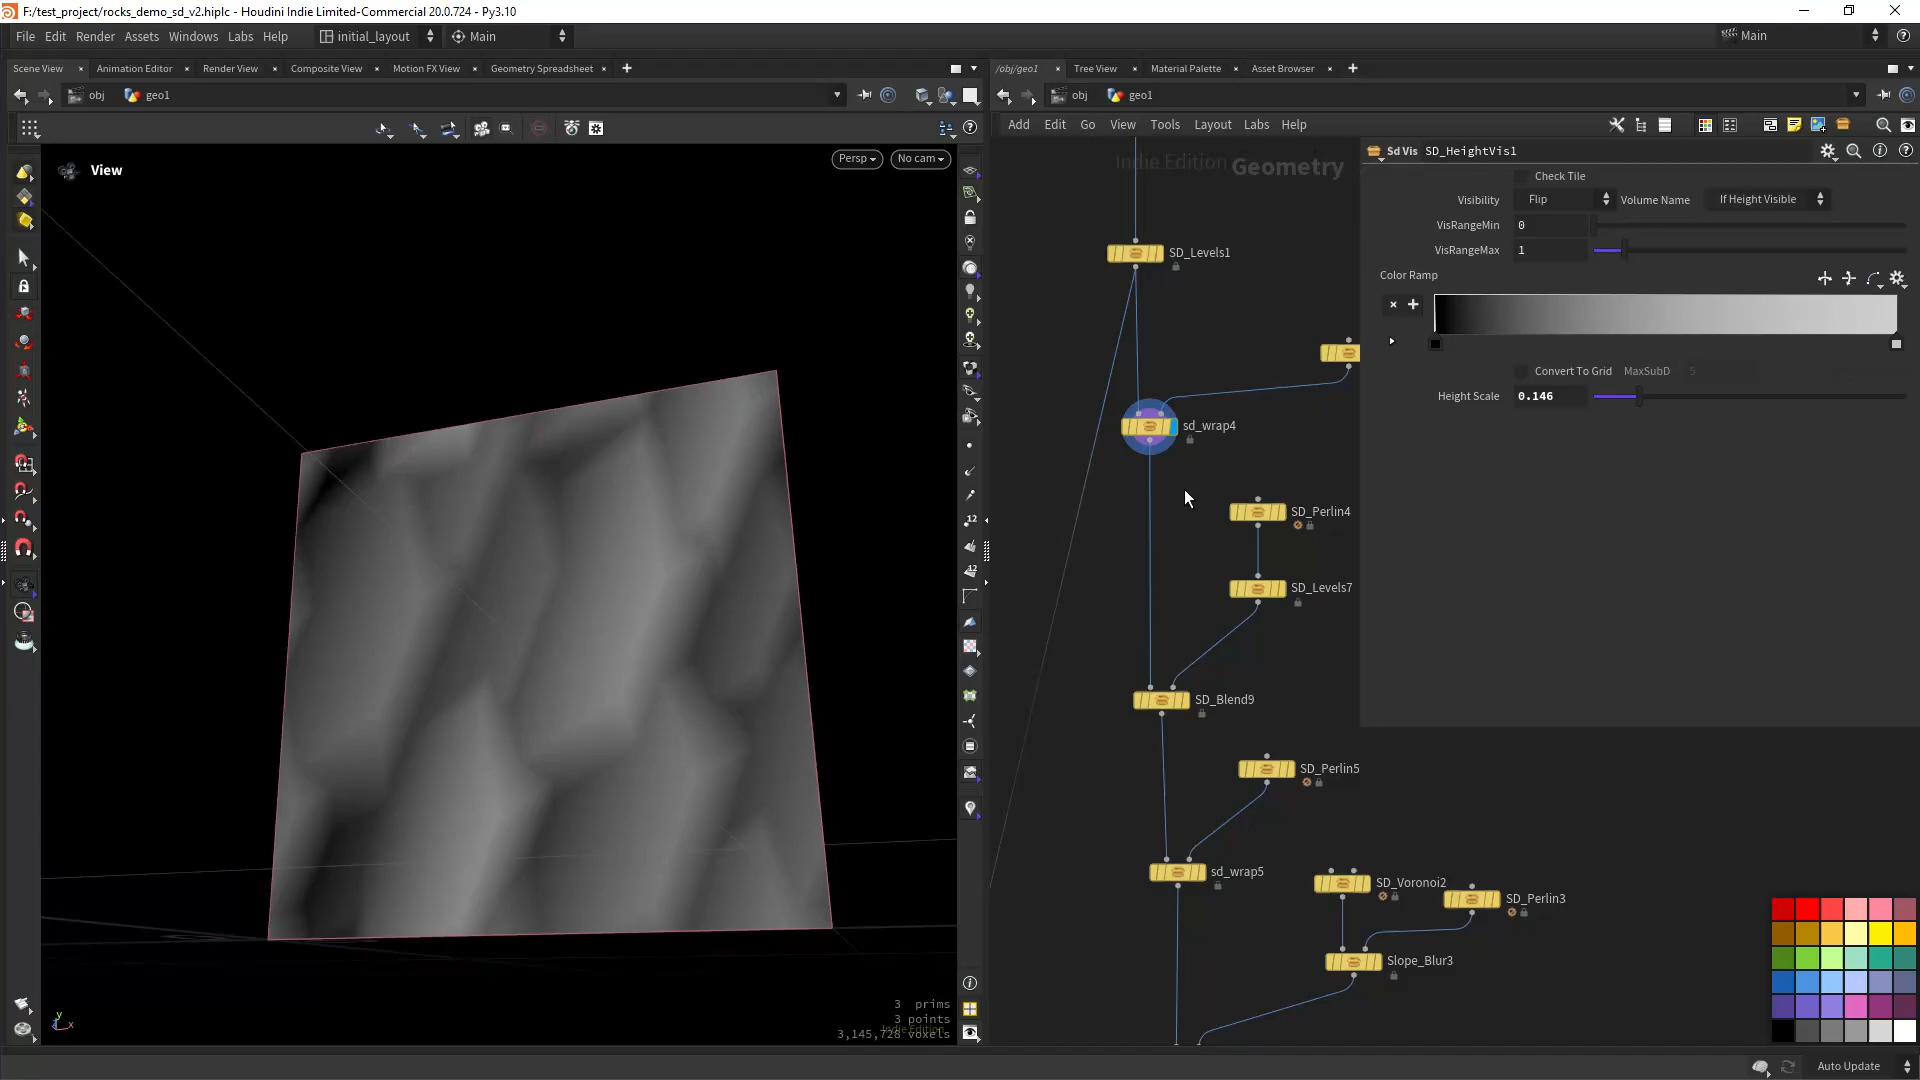 F:/test_project/rocks_demo_sd_v2.hiplc - Houdini Indie Limited-Commercial 20.0.724 - Py3.10
File Edit Render Assets Windows Labs Help initial_layout Main Main
Scene View × Animation Editor × Render View × Composite View × Motion FX View × Geometry Spreadsheet ×
/obj/geo1 × Tree View × Material Palette × Asset Browser ×
obj geo1
obj geo1
Add Edit Go View Tools Layout Labs Help
View
Persp No cam
Indie Edition Geometry
Sd Vis SD_HeightVis1
Check Tile
Visibility Flip Volume Name If Height Visible
VisRangeMin 0
VisRangeMax 1
Color Ramp
Convert To Grid MaxSubD 5
Height Scale 0.146
SD_Levels1
sd_wrap4
SD_Perlin4
SD_Levels7
SD_Blend9
SD_Perlin5
sd_wrap5
SD_Voronoi2
SD_Perlin3
Slope_Blur3
12
12
y
x
3 prims
3 points
Indie Edition
3,145,728 voxels
Auto Update